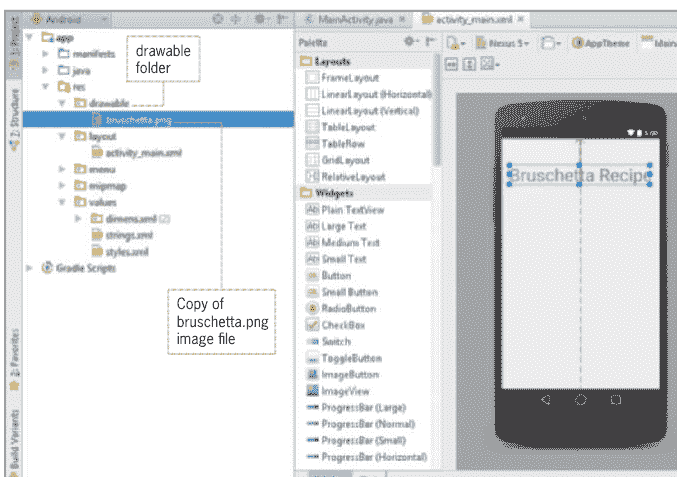 1: Project
Android
MainActivity.java
activity_main.xml
app
manifests
java
res
drawable
bruschetta.png
layout
activity_main.xml
menu
mipmap
values
dimens.xml (2)
strings.xml
styles.xml
Gradle Scripts
drawable
folder
Copy of
bruschetta.png
image file
Z: Structure
2: Favorites
Build Variants
Palette
Nexus 5
AppTheme
Layouts
FrameLayout
LinearLayout (Horizontal)
LinearLayout (Vertical)
TableLayout
TableRow
GridLayout
RelativeLayout
Widgets
Plain TextView
Large Text
Medium Text
Small Text
Button
Small Button
RadioButton
CheckBox
Switch
ToggleButton
ImageButton
ImageView
ProgressBar (Large)
ProgressBar (Normal)
ProgressBar (Small)
ProgressBar (Horizontal)
Bruschetta Recipe